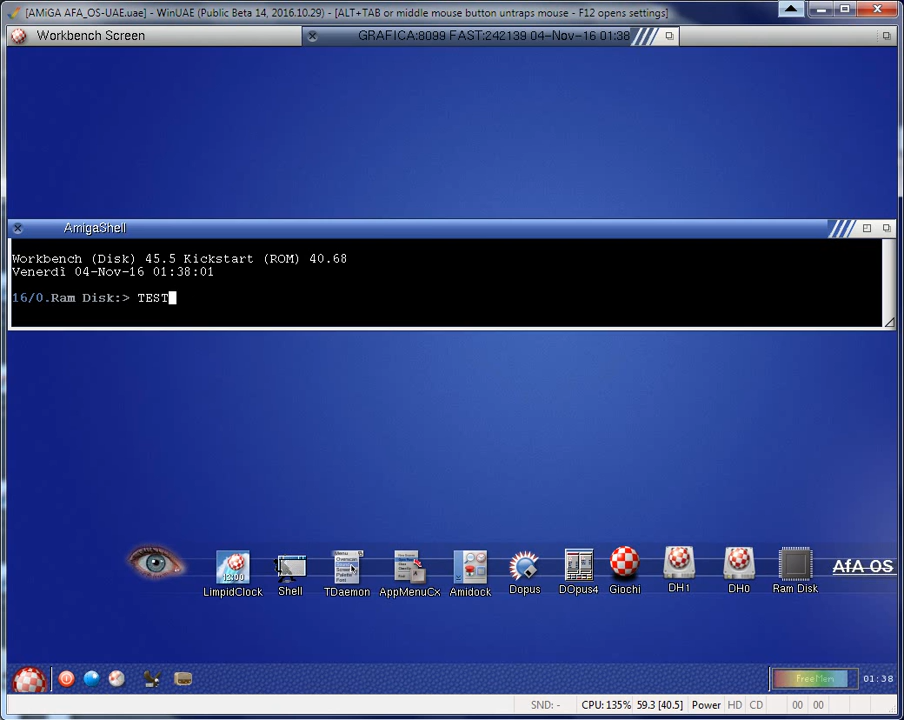 [AMiGA AFA_OS-UAE.uae] - WinUAE (Public Beta 14, 2016.10.29) - [ALT+TAB or middle mouse button untraps mouse - F12 opens settings]
Workbench Screen
GRAFICA:8099 FAST:242139 04-Nov-16 01:38
AmigaShell
Workbench (Disk) 45.5 Kickstart (ROM) 40.68
Venerdì 04-Nov-16 01:38:01
16/0.Ram Disk:> TEST
AfA OS
LimpidClock Shell TDaemon AppMenuCx Amidock Dopus DOpus4 Giochi DH1 DH0 Ram Disk
FreeMem 01:38
SND: - CPU: 135% 59.3 [40.5] Power HD CD 00 00